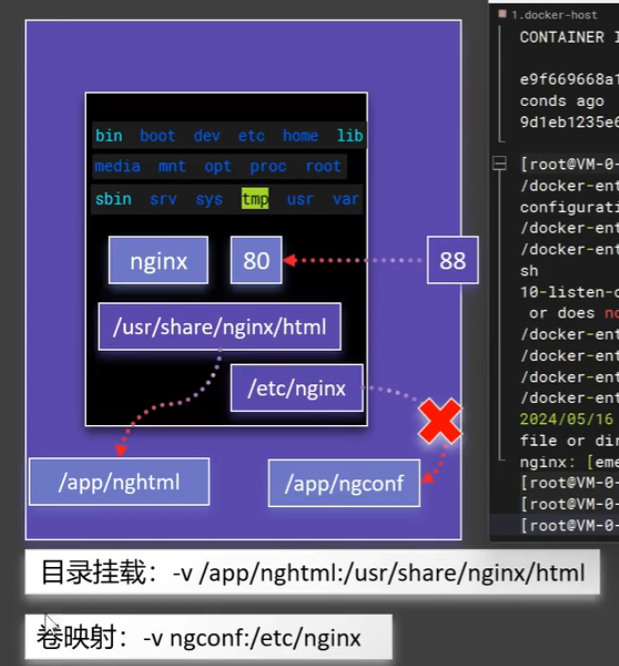 1.docker-host
CONTAINER
e9f669668a1
conds ago
9d1eb1235e6
bin boot dev etc home lib
media mnt opt proc root
sbin srv sys tmp usr var
nginx 80 88
/usr/share/nginx/html
/etc/nginx
/app/nghtml /app/ngconf
[root@VM-0-
/docker-ent
configurati
/docker-ent
/docker-ent
sh
10-listen-o
or does no
/docker-ent
/docker-ent
/docker-ent
/docker-ent
2024/05/16
file or dir
nginx: [eme
[root@VM-0-
[root@VM-0-
[root@VM-0-
目录挂载：-v /app/nghtml:/usr/share/nginx/html
卷映射：-v ngconf:/etc/nginx